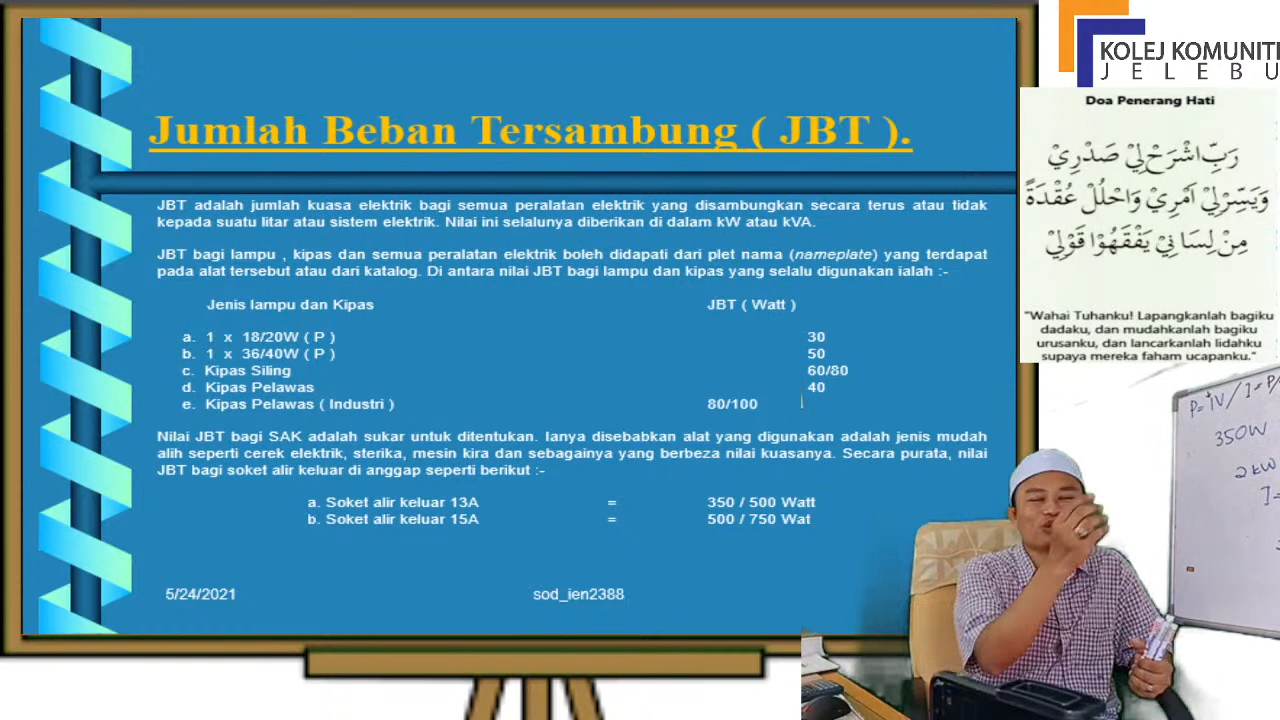 Jumlah Beban Tersambung ( JBT ).
JBT adalah jumlah kuasa elektrik bagi semua peralatan elektrik yang disambungkan secara terus atau tidak
kepada suatu litar atau sistem elektrik. Nilai ini selalunya diberikan di dalam kW atau kVA.
JBT bagi lampu , kipas dan semua peralatan elektrik boleh didapati dari plet nama (nameplate) yang terdapat
pada alat tersebut atau dari katalog. Di antara nilai JBT bagi lampu dan kipas yang selalu digunakan ialah :-
Jenis lampu dan Kipas JBT ( Watt )
a. 1 x 18/20W ( P ) 30
b. 1 x 36/40W ( P ) 50
c. Kipas Siling 60/80
d. Kipas Pelawas 40
e. Kipas Pelawas ( Industri ) 80/100
Nilai JBT bagi SAK adalah sukar untuk ditentukan. Ianya disebabkan alat yang digunakan adalah jenis mudah
alih seperti cerek elektrik, sterika, mesin kira dan sebagainya yang berbeza nilai kuasanya. Secara purata, nilai
JBT bagi soket alir keluar di anggap seperti berikut :-
a. Soket alir keluar 13A = 350 / 500 Watt
b. Soket alir keluar 15A = 500 / 750 Wat
5/24/2021 sod_ien2388
KOLEJ KOMUNITI
JELEBU
Doa Penerang Hati
رَبِّ اشْرَحْ لِيْ صَدْرِيْ
وَيَسِّرْ لِيْ اَمْرِيْ وَاحْلُلْ عُقْدَةً
مِنْ لِسَانِيْ يَفْقَهُوْا قَوْلِيْ
"Wahai Tuhanku! Lapangkanlah bagiku
dadaku, dan mudahkanlah bagiku
urusanku, dan lancarkanlah lidahku
supaya mereka faham ucapanku."
P=IV / I=P/
350W
2kW
I=